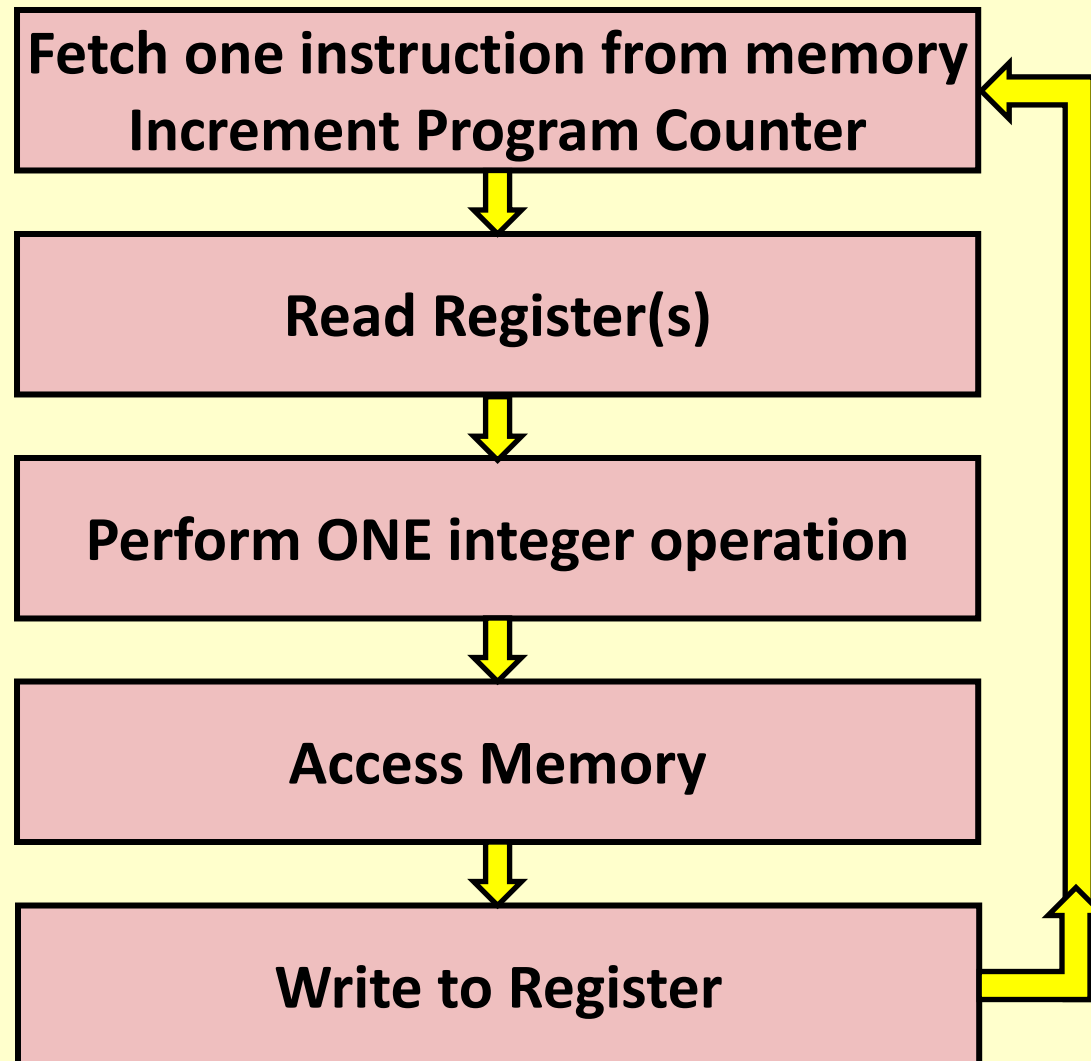 Fetch one instruction from memory
Increment Program Counter
Read Register(s)
Perform ONE integer operation
Access Memory
Write to Register